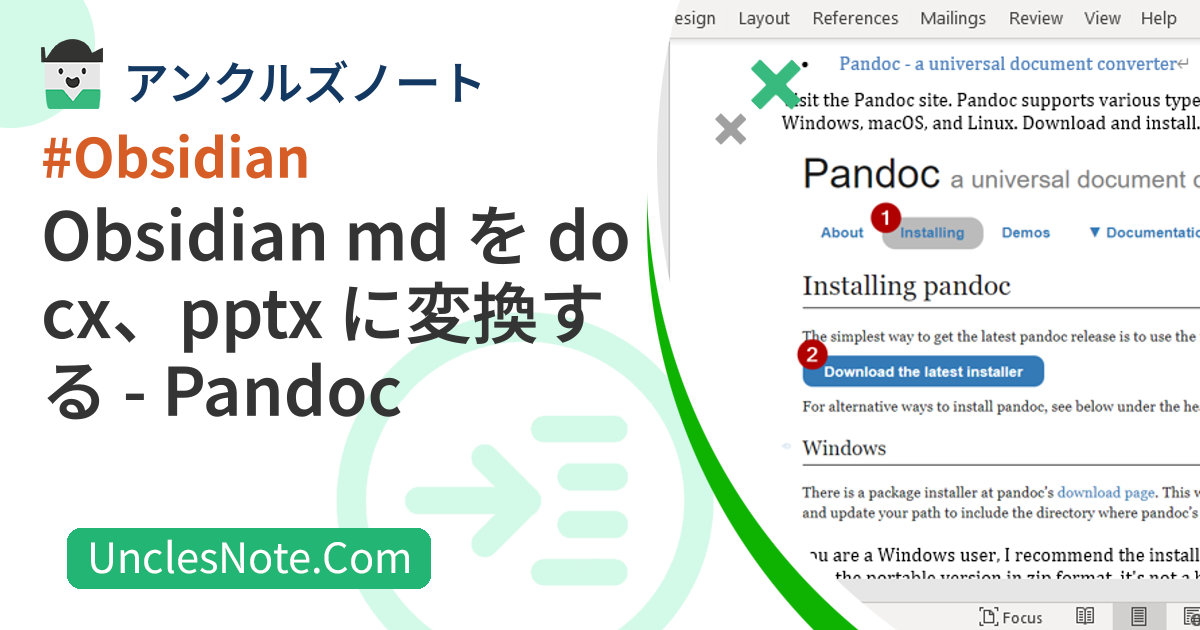 アンクルズノート
#Obsidian
Obsidian md を do
cx、pptx に変換す
る - Pandoc
UnclesNote.Com
esign Layout References Mailings Review View Help
• Pandoc - a universal document converter↵
isit the Pandoc site. Pandoc supports various type
Windows, macOS, and Linux. Download and install.
Pandoc a universal document c
1
About Installing Demos ▼ Documentatio
Installing pandoc
The simplest way to get the latest pandoc release is to use the
2
Download the latest installer
For alternative ways to install pandoc, see below under the he
Windows
There is a package installer at pandoc's download page. This w
and update your path to include the directory where pandoc's
ou are a Windows user, I recommend the install
the portable version in zip format, it's not a
Focus